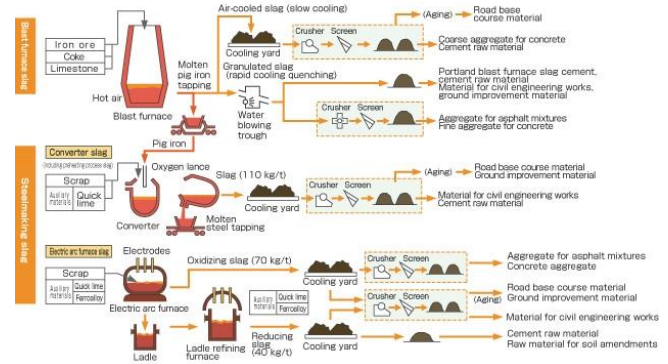 Blast furnace slag
Iron ore
Coke
Limestone
Hot air
Blast furnace
Molten
pig iron
tapping
Air-cooled slag (slow cooling)
Cooling yard
Crusher Screen
(Aging)
Road base
course material
Coarse aggregate for concrete
Cement raw material
Granulated slag
(rapid cooling quenching)
Water
blowing
trough
Portland blast furnace slag cement,
cement raw material
Material for civil engineering works,
ground improvement material
Crusher Screen
Aggregate for asphalt mixtures
Fine aggregate for concrete
Pig iron
Steelmaking slag
Converter slag
(including pretreating process slag)
Scrap
Auxiliary
materials
Quick
lime
Oxygen lance
Converter
Slag (110 kg/t)
Molten
steel tapping
Cooling yard
Crusher Screen
(Aging)
Road base course material
Ground improvement material
Material for civil engineering works
Cement raw material
Electric arc furnace slag
Electrodes
Scrap
Auxiliary
materials
Quick lime
Ferroalloy
Electric arc furnace
Oxidizing slag (70 kg/t)
Cooling yard
Crusher Screen
Aggregate for asphalt mixtures
Concrete aggregate
Ladle
Ladle refining
furnace
Auxiliary
materials
Quick lime
Ferroalloy
Reducing
slag
(40 kg/t)
Cooling yard
Crusher Screen
(Aging)
Road base course material
Ground improvement material
Material for civil engineering works
Cement raw material
Raw material for soil amendments